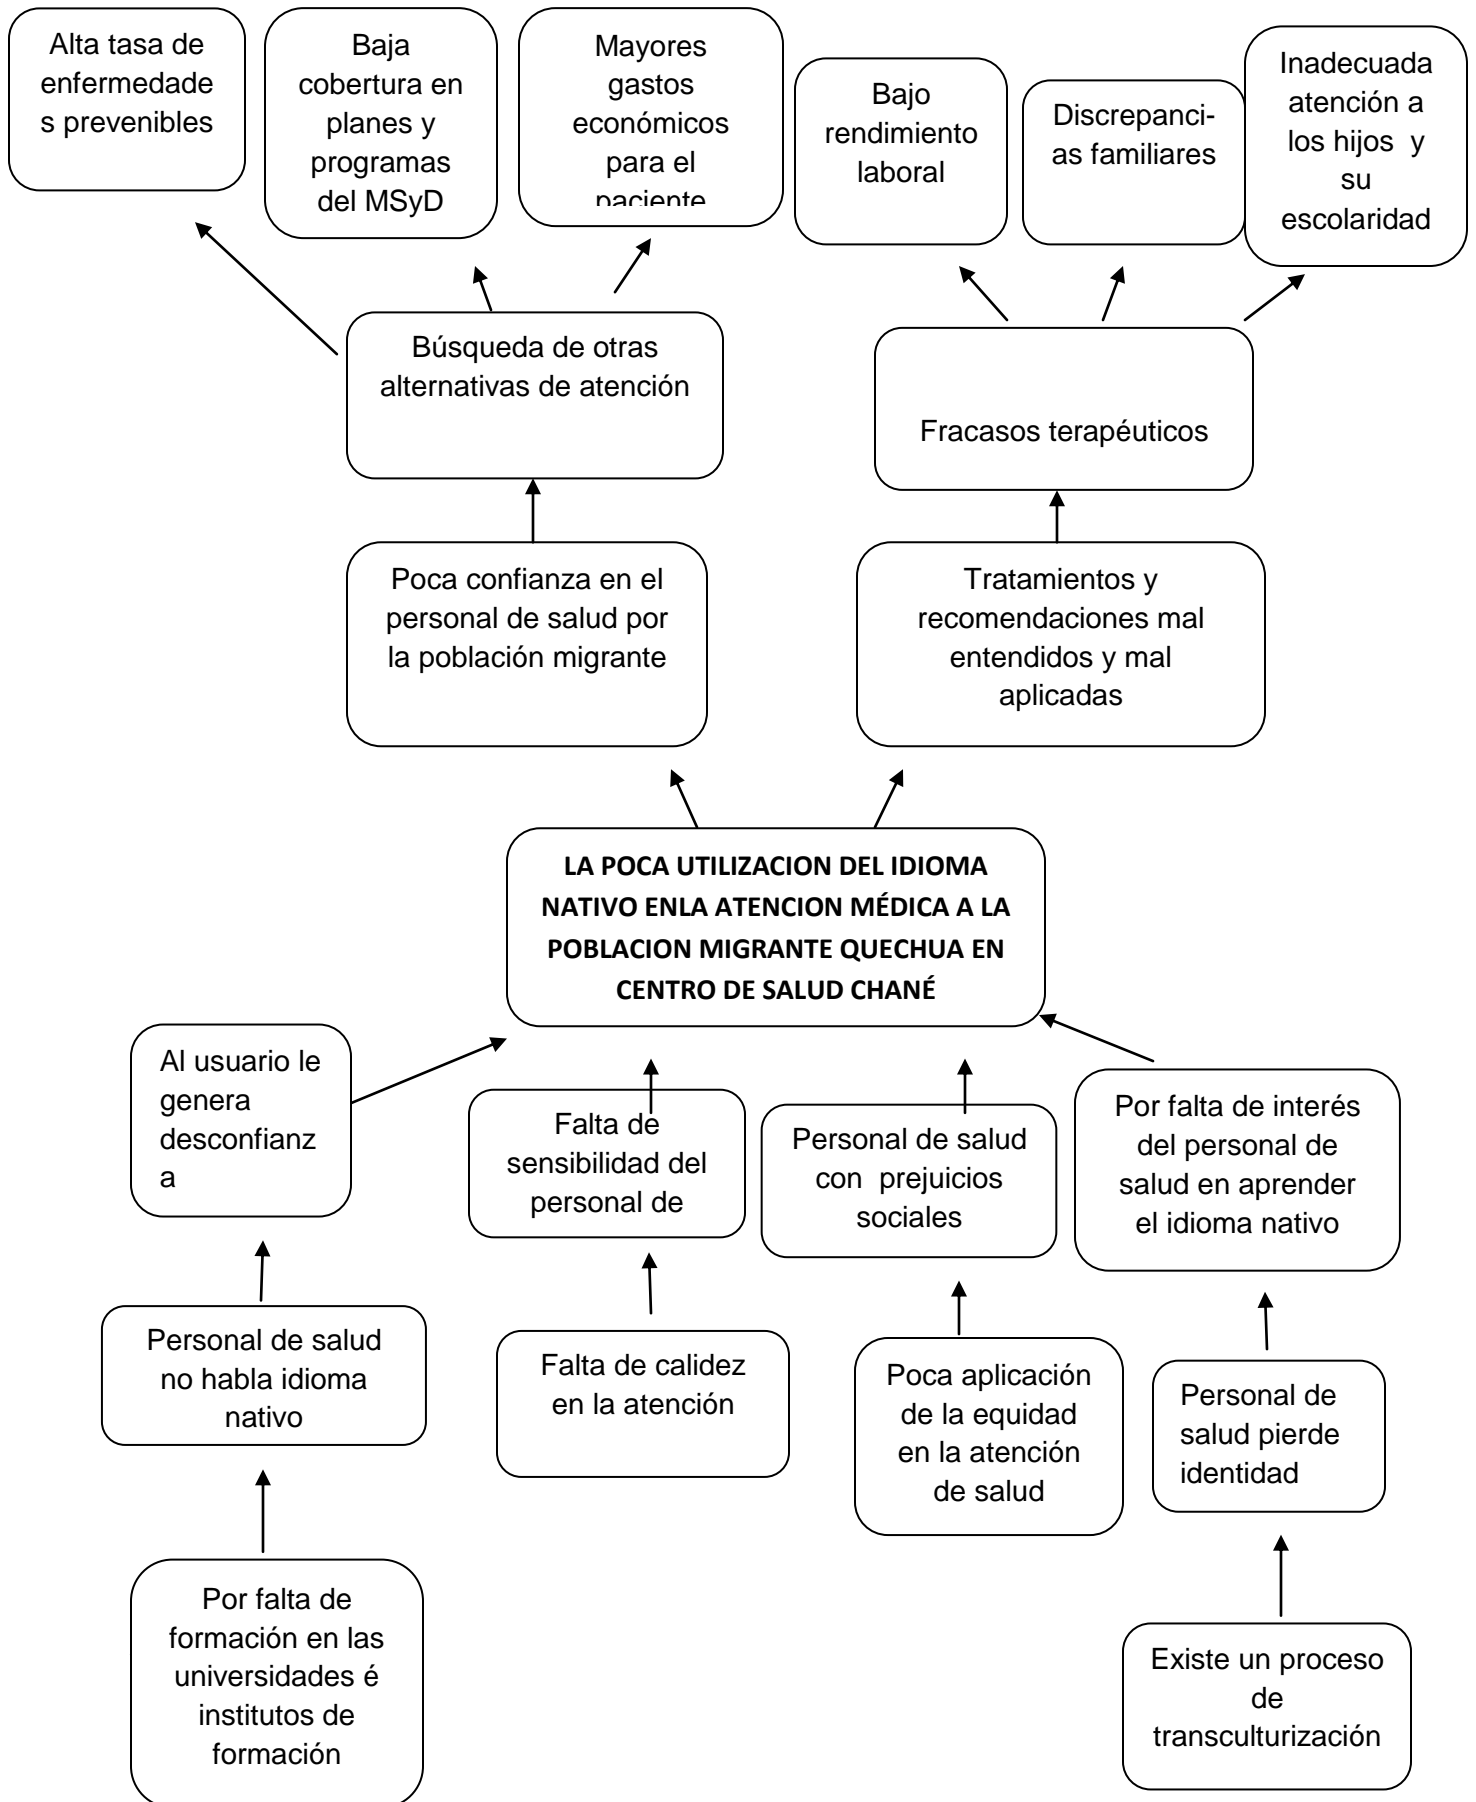 Alta tasa de
enfermedade
s prevenibles
Baja
cobertura en
planes y
programas
del MSyD
Mayores
gastos
económicos
para el
paciente
Bajo
rendimiento
laboral
Discrepanci-
as familiares
Inadecuada
atención a
los hijos y
su
escolaridad
Búsqueda de otras
alternativas de atención
Fracasos terapéuticos
Poca confianza en el
personal de salud por
la población migrante
Tratamientos y
recomendaciones mal
entendidos y mal
aplicadas
LA POCA UTILIZACION DEL IDIOMA
NATIVO ENLA ATENCION MÉDICA A LA
POBLACION MIGRANTE QUECHUA EN
CENTRO DE SALUD CHANÉ
Al usuario le
genera
desconfianz
a
Falta de
sensibilidad del
personal de
Personal de salud
con prejuicios
sociales
Por falta de interés
del personal de
salud en aprender
el idioma nativo
Personal de salud
no habla idioma
nativo
Falta de calidez
en la atención
Poca aplicación
de la equidad
en la atención
de salud
Personal de
salud pierde
identidad
Por falta de
formación en las
universidades é
institutos de
formación
Existe un proceso
de
transculturización